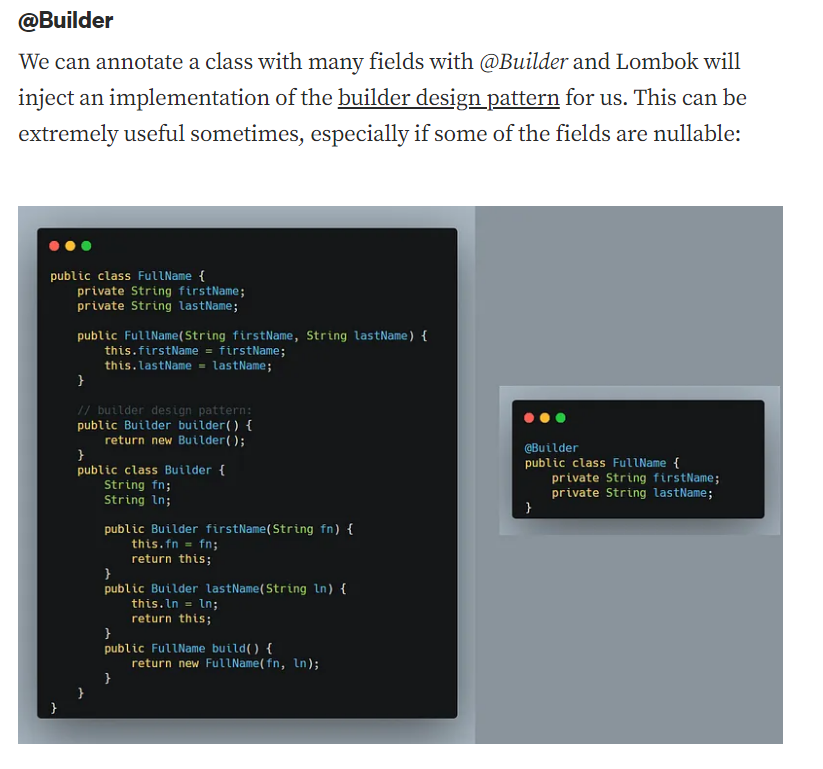 @Builder
We can annotate a class with many fields with @Builder and Lombok will
inject an implementation of the builder design pattern for us. This can be
extremely useful sometimes, especially if some of the fields are nullable:
public class FullName {
    private String firstName;
    private String lastName;

    public FullName(String firstName, String lastName) {
        this.firstName = firstName;
        this.lastName = lastName;
    }

    // builder design pattern:
    public Builder builder() {
        return new Builder();
    }
    public class Builder {
        String fn;
        String ln;

        public Builder firstName(String fn) {
            this.fn = fn;
            return this;
        }
        public Builder lastName(String ln) {
            this.ln = ln;
            return this;
        }
        public FullName build() {
            return new FullName(fn, ln);
        }
    }
}
@Builder
public class FullName {
    private String firstName;
    private String lastName;
}